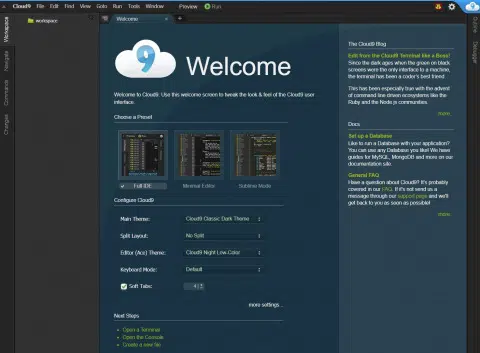 Cloud9 File Edit Find View Goto Run Tools Window Preview Run
Workspace
Navigate
Commands
Changes
workspace
Welcome
9
Welcome
Welcome to Cloud9. Use this welcome screen to tweak the look & feel of the Cloud9 user
interface.
Choose a Preset
Full IDE
Minimal Editor
Sublime Mode
Configure Cloud9
Main Theme: Cloud9 Classic Dark Theme
Split Layout: No Split
Editor (Ace) Theme: Cloud9 Night Low-Color
Keyboard Mode: Default
Soft Tabs: 4
more settings...
Next Steps
Open a Terminal
Open the Console
Create a new file
The Cloud9 Blog
Edit from the Cloud9 Terminal like a Boss!
Since the dark ages when the green on black
screens wore the only interface to a machine,
the terminal has been a coder's best friend.
This has been especially true with the advent
of command line driven ecosystems like the
Ruby and the Node.js communities.
more
Docs
Set up a Database
Like to run a Database with your application?
You can use any Database you like! We have
guides for MySQL, MongoDB and more on our
documentation site.
General FAQ
Have a question about Cloud9? It's probably
covered in our FAQ. If it's not send us a
message through our support page and we'll
get back to you as soon as possible!
more
Outline
Debugger